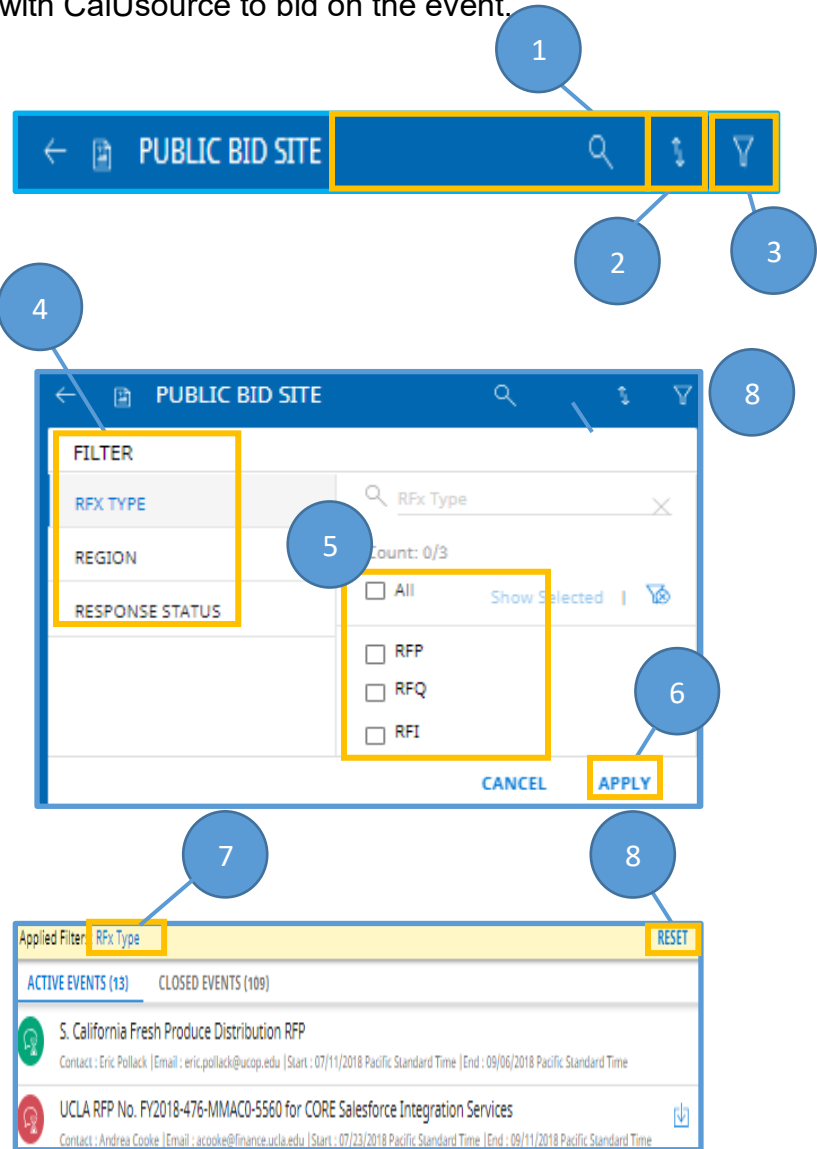 with CalUsource to bid on the event.
1
PUBLIC BID SITE
2
3
4
PUBLIC BID SITE
8
FILTER
RFX TYPE
RFx Type
REGION
5
Count: 0/3
RESPONSE STATUS
All
Show Selected |
RFP
RFQ
6
RFI
CANCEL APPLY
7
8
Applied Filter: RFx Type RESET
ACTIVE EVENTS (13) CLOSED EVENTS (109)
S. California Fresh Produce Distribution RFP
Contact : Eric Pollack |Email : eric.pollack@ucop.edu |Start : 07/11/2018 Pacific Standard Time |End : 09/06/2018 Pacific Standard Time
UCLA RFP No. FY2018-476-MMAC0-5560 for CORE Salesforce Integration Services
Contact : Andrea Cooke |Email : acooke@finance.ucla.edu |Start : 07/23/2018 Pacific Standard Time |End : 09/11/2018 Pacific Standard Time